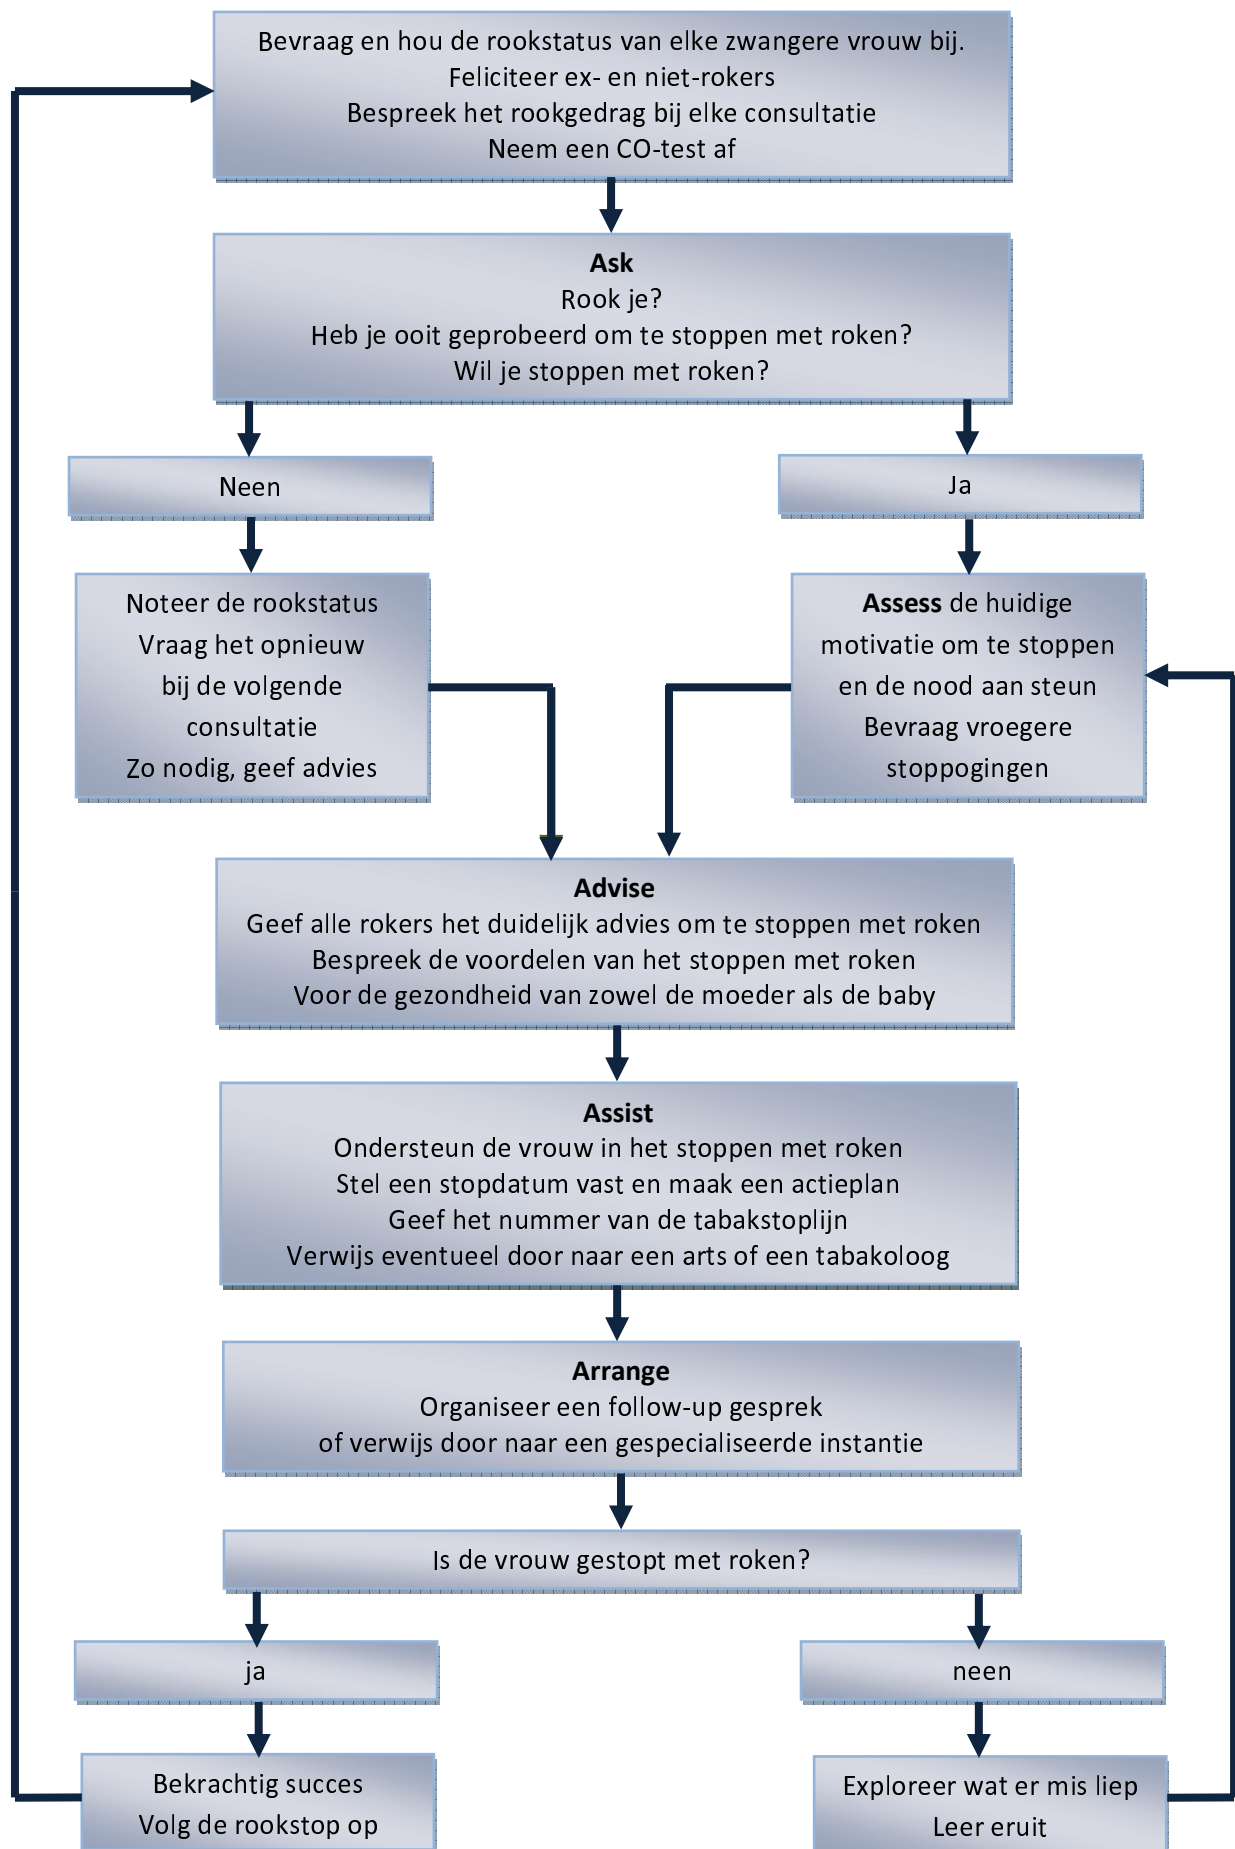 Bevraag en hou de rookstatus van elke zwangere vrouw bij.
Feliciteer ex- en niet-rokers
Bespreek het rookgedrag bij elke consultatie
Neem een CO-test af
Ask
Rook je?
Heb je ooit geprobeerd om te stoppen met roken?
Wil je stoppen met roken?
Neen
Ja
Noteer de rookstatus
Vraag het opnieuw
bij de volgende
consultatie
Zo nodig, geef advies
Assess de huidige
motivatie om te stoppen
en de nood aan steun
Bevraag vroegere
stoppogingen
Advise
Geef alle rokers het duidelijk advies om te stoppen met roken
Bespreek de voordelen van het stoppen met roken
Voor de gezondheid van zowel de moeder als de baby
Assist
Ondersteun de vrouw in het stoppen met roken
Stel een stopdatum vast en maak een actieplan
Geef het nummer van de tabakstoplijn
Verwijs eventueel door naar een arts of een tabakoloog
Arrange
Organiseer een follow-up gesprek
of verwijs door naar een gespecialiseerde instantie
Is de vrouw gestopt met roken?
ja
neen
Bekrachtig succes
Volg de rookstop op
Exploreer wat er mis liep
Leer eruit